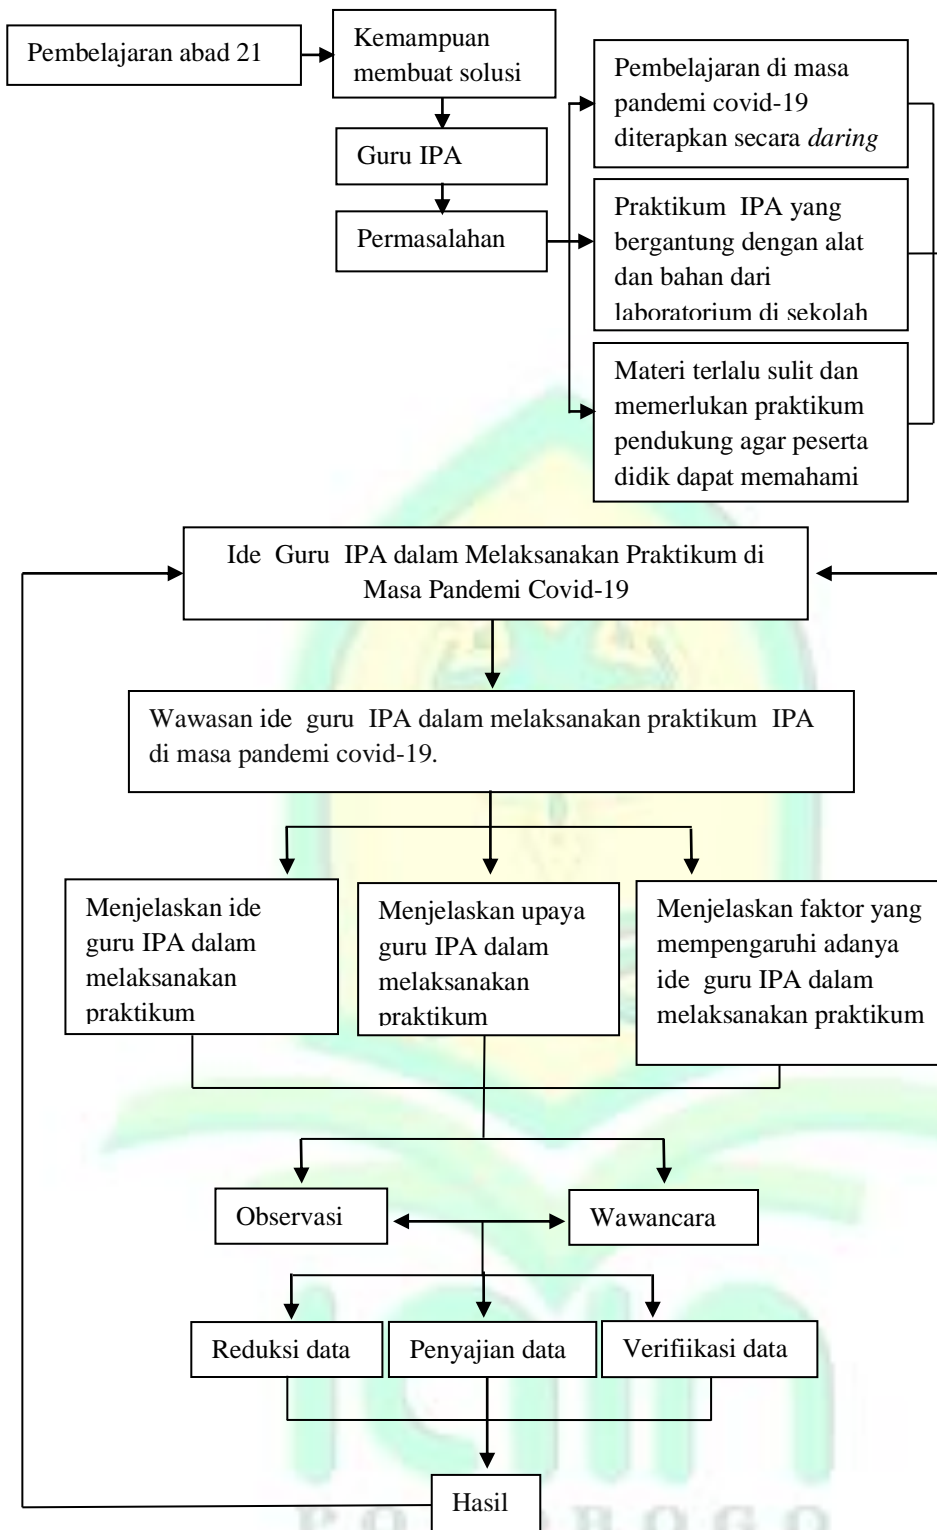 Pembelajaran abad 21
Kemampuan
membuat solusi
Guru IPA
Permasalahan
Pembelajaran di masa
pandemi covid-19
diterapkan secara daring
Praktikum IPA yang
bergantung dengan alat
dan bahan dari
laboratorium di sekolah
Materi terlalu sulit dan
memerlukan praktikum
pendukung agar peserta
didik dapat memahami
Ide Guru IPA dalam Melaksanakan Praktikum di
Masa Pandemi Covid-19
Wawasan ide guru IPA dalam melaksanakan praktikum IPA
di masa pandemi covid-19.
Menjelaskan ide
guru IPA dalam
melaksanakan
praktikum
Menjelaskan upaya
guru IPA dalam
melaksanakan
praktikum
Menjelaskan faktor yang
mempengaruhi adanya
ide guru IPA dalam
melaksanakan praktikum
Observasi
Wawancara
Reduksi data
Penyajian data
Verifiikasi data
Hasil
iain
PONOROGO